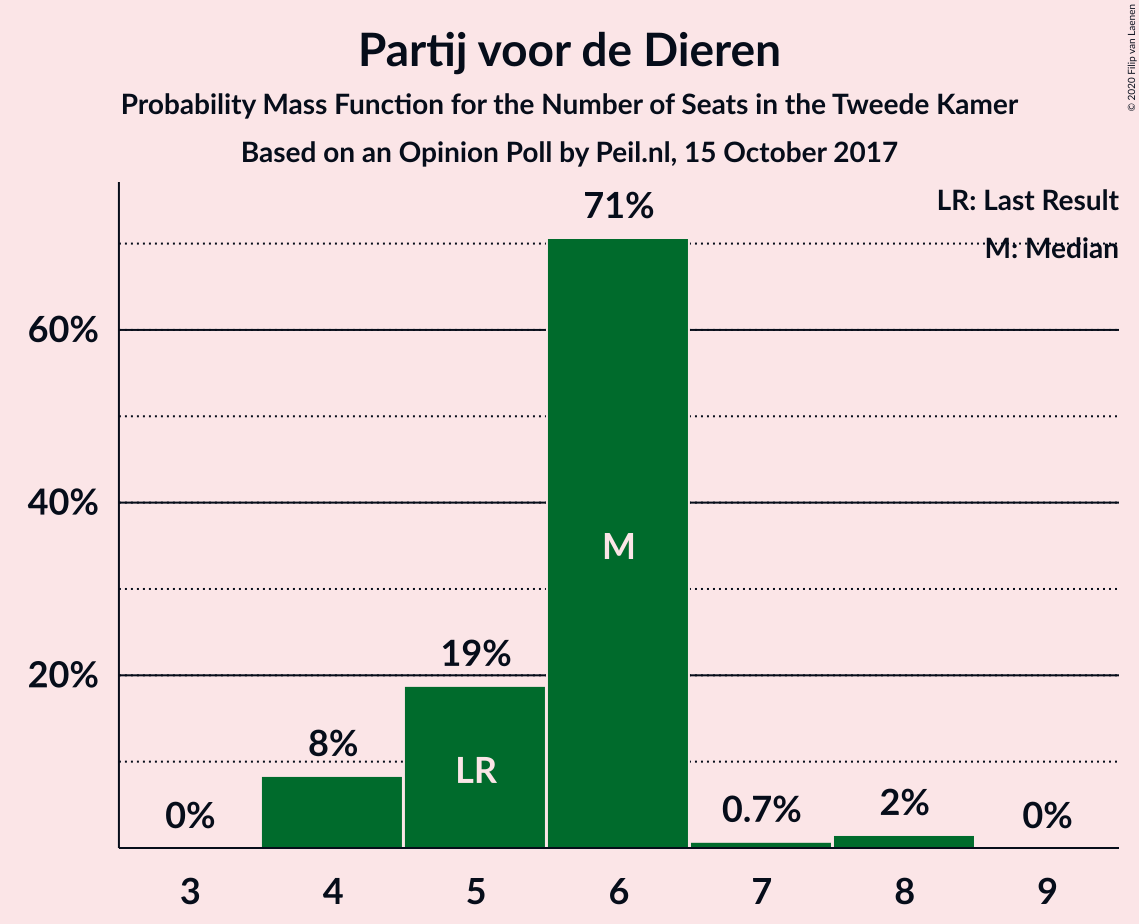 Partij voor de Dieren
Probability Mass Function for the Number of Seats in the Tweede Kamer
Based on an Opinion Poll by Peil.nl, 15 October 2017
© 2020 Filip van Laenen
LR: Last Result
M: Median
71%
60%
40%
M
20%
19%
8%
LR
0%
0.7%
2%
0%
3 4 5 6 7 8 9